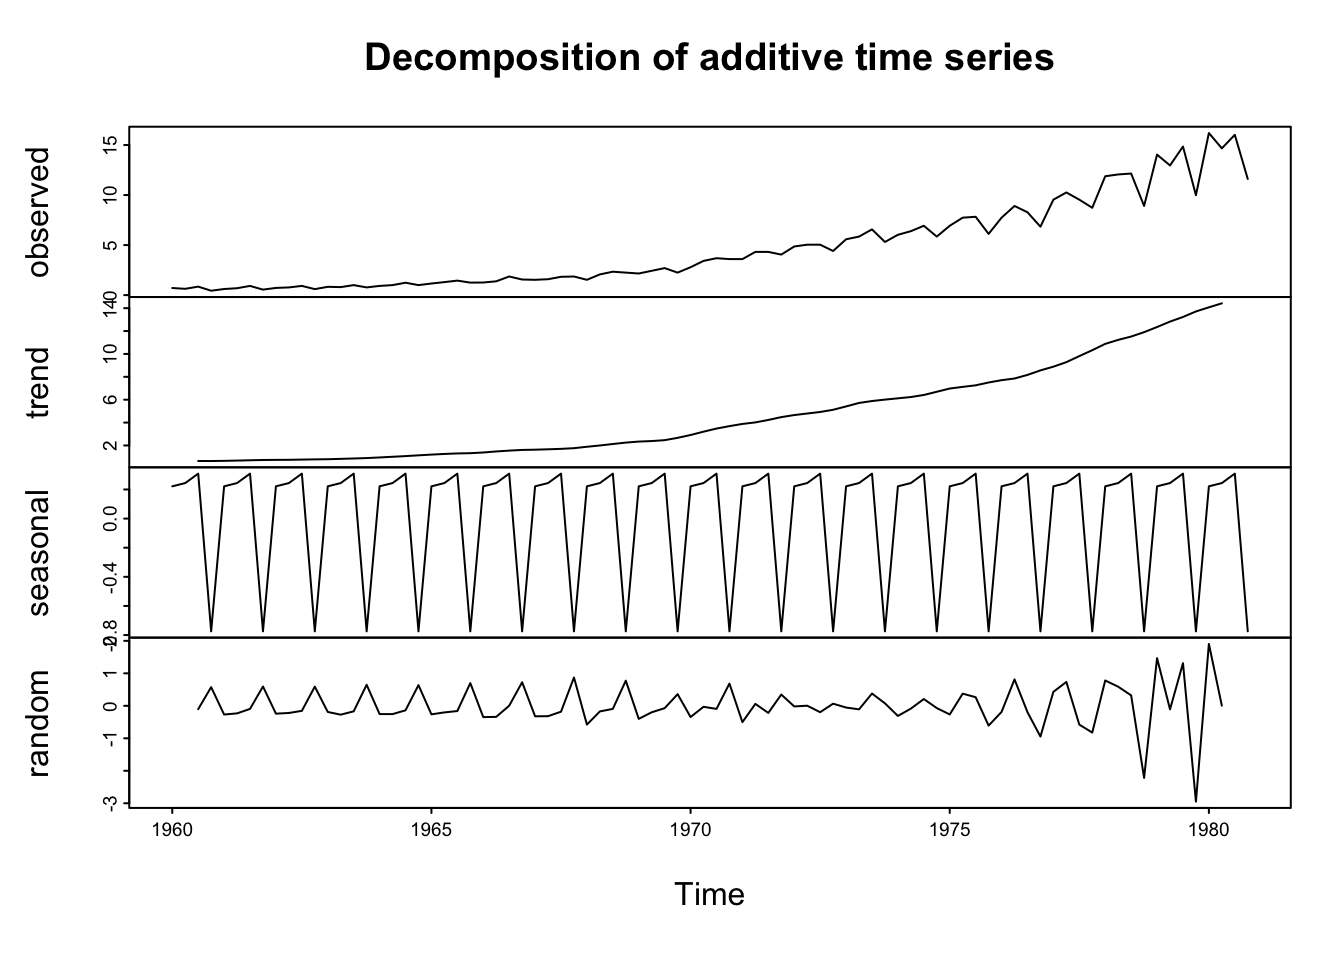 Decomposition of additive time series
observed
15
10
5
0
trend
14
10
6
2
seasonal
0.0
-0.4
-0.8
random
2
1
0
-1
-3
1960 1965 1970 1975 1980
Time